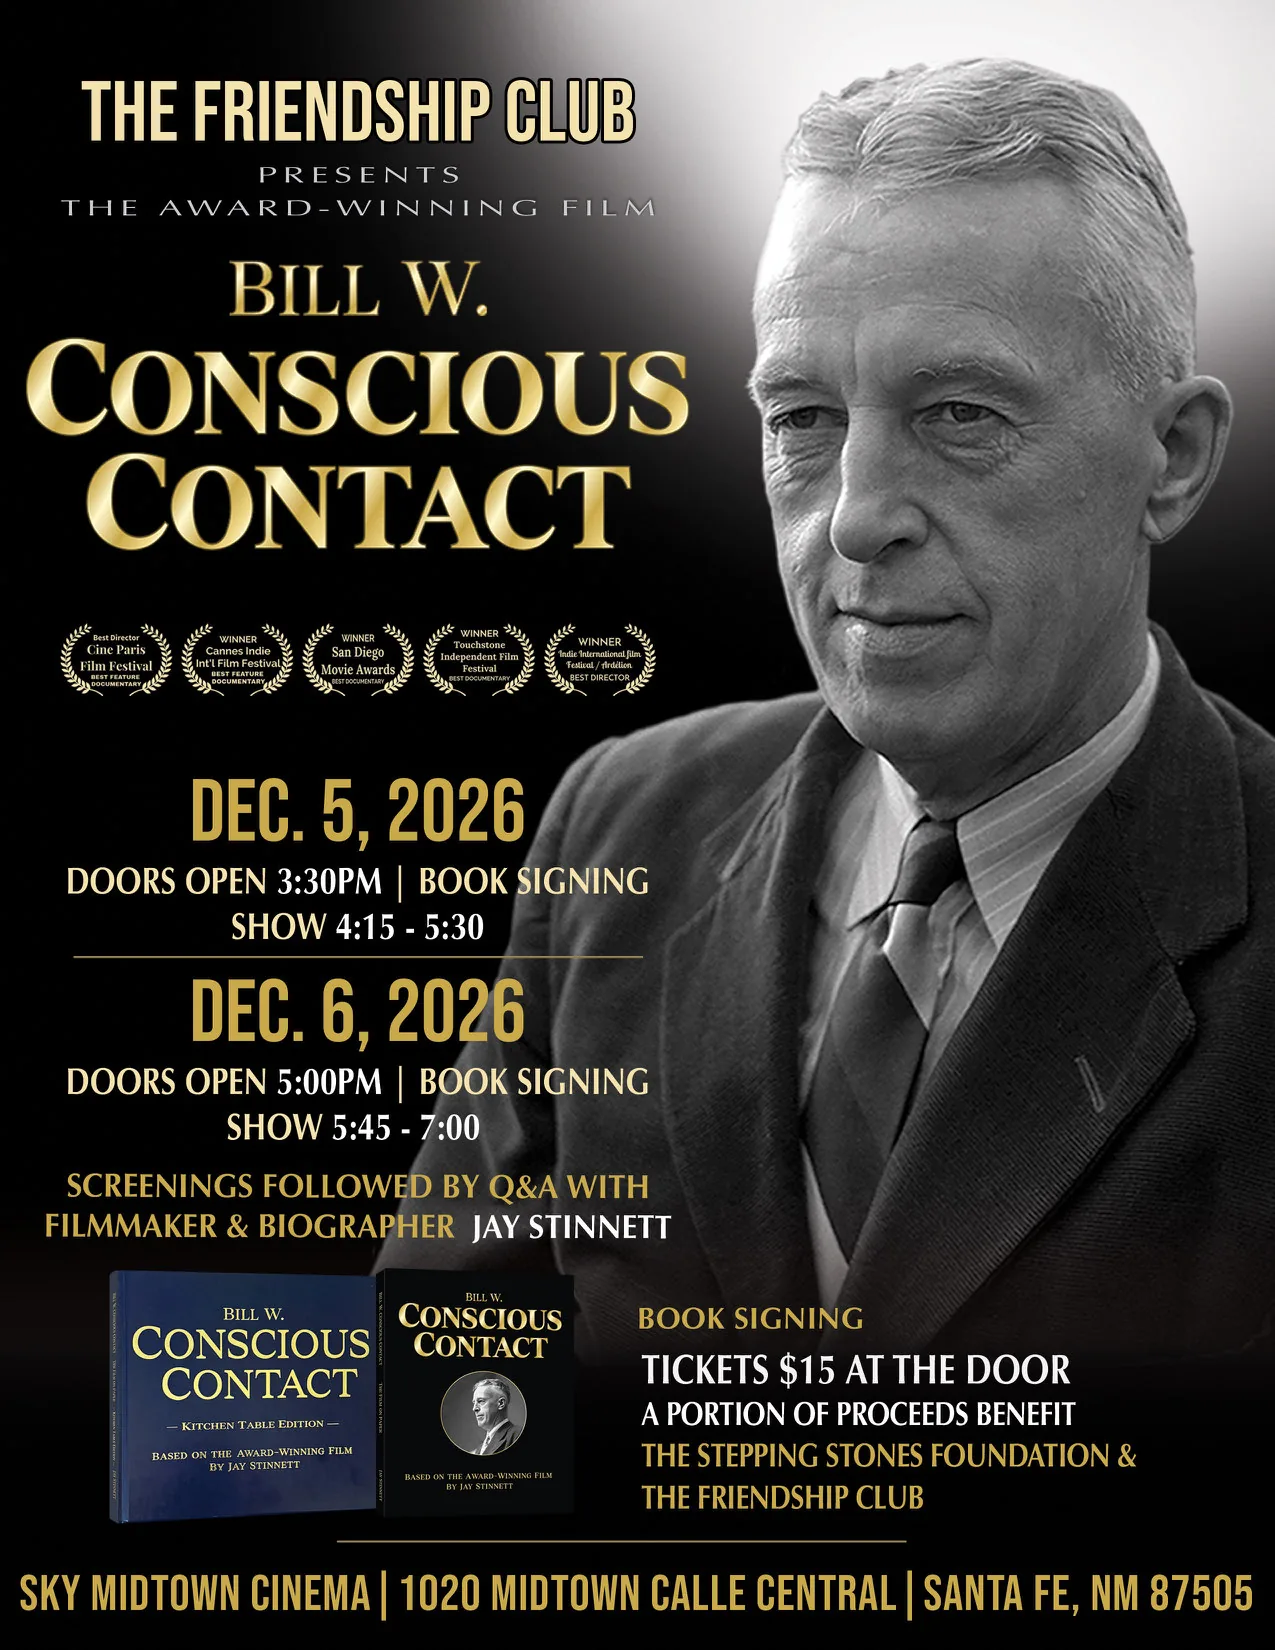 THE FRIENDSHIP CLUB
PRESENTS
THE AWARD-WINNING FILM
BILL W.
CONSCIOUS
CONTACT
Best Director
Cine Paris
Film Festival
BEST FEATURE
DOCUMENTARY
WINNER
Cannes Indie
Int'l Film Festival
BEST FEATURE
DOCUMENTARY
WINNER
San Diego
Movie Awards
BEST DOCUMENTARY
WINNER
Touchstone
Independent Film
Festival
BEST DOCUMENTARY
WINNER
Indie International film
Festival / Ardélion
BEST DIRECTOR
DEC. 5, 2026
DOORS OPEN 3:30PM | BOOK SIGNING
SHOW 4:15 - 5:30
DEC. 6, 2026
DOORS OPEN 5:00PM | BOOK SIGNING
SHOW 5:45 - 7:00
SCREENINGS FOLLOWED BY Q&A WITH
FILMMAKER & BIOGRAPHER JAY STINNETT
BILL W.
CONSCIOUS
CONTACT
— KITCHEN TABLE EDITION —
BASED ON THE AWARD-WINNING FILM
BY JAY STINNETT
BILL W.
CONSCIOUS
CONTACT
BASED ON THE AWARD-WINNING FILM
BY JAY STINNETT
BOOK SIGNING
TICKETS $15 AT THE DOOR
A PORTION OF PROCEEDS BENEFIT
THE STEPPING STONES FOUNDATION &
THE FRIENDSHIP CLUB
SKY MIDTOWN CINEMA | 1020 MIDTOWN CALLE CENTRAL | SANTA FE, NM 87505